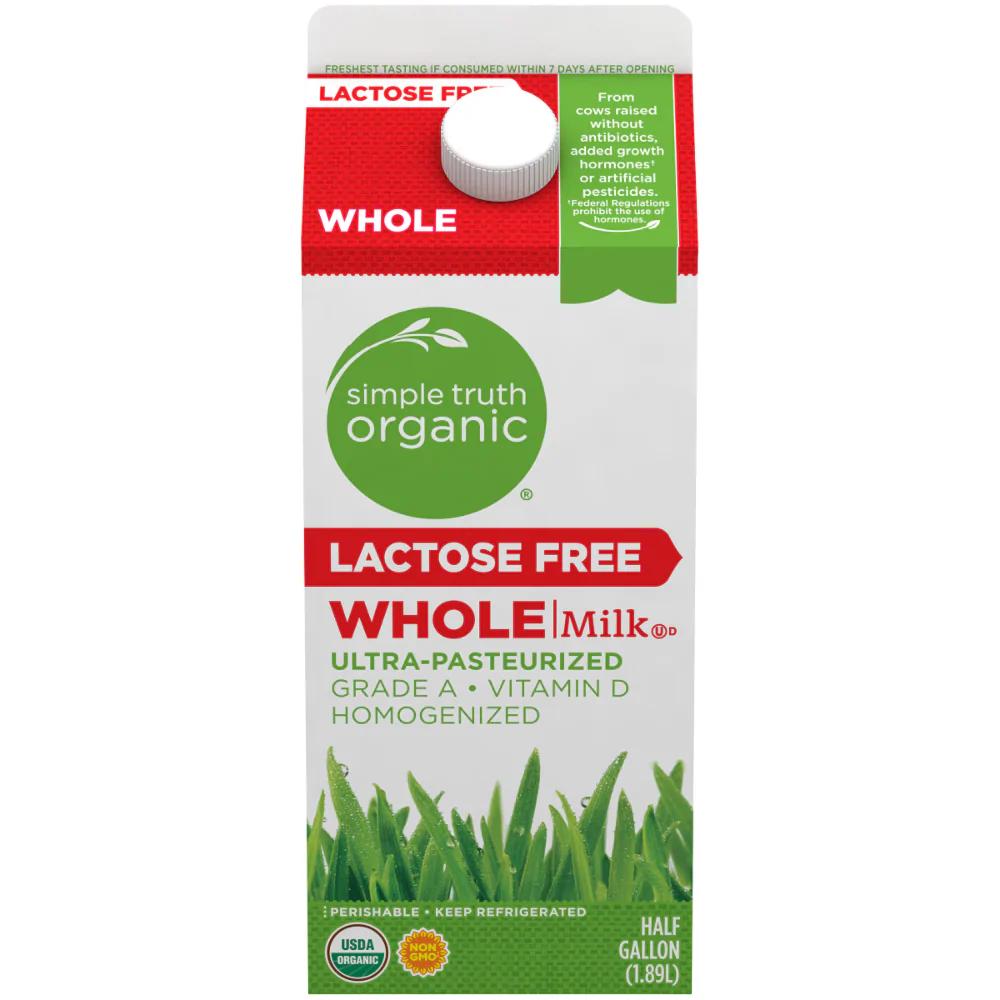 FRESHEST TASTING IF CONSUMED WITHIN 7 DAYS AFTER OPENING
LACTOSE
WHOLE
From
cows raised
without
antibiotics,
added growth
hormones†
or artificial
pesticides.
†Federal Regulations
prohibit the use of
hormones.
simple truth
organic
®
LACTOSE FREE
WHOLE | Milk Ⓤ D
ULTRA-PASTEURIZED
GRADE A • VITAMIN D
HOMOGENIZED
PERISHABLE • KEEP REFRIGERATED
USDA
ORGANIC
NON
GMO
HALF
GALLON
(1.89L)